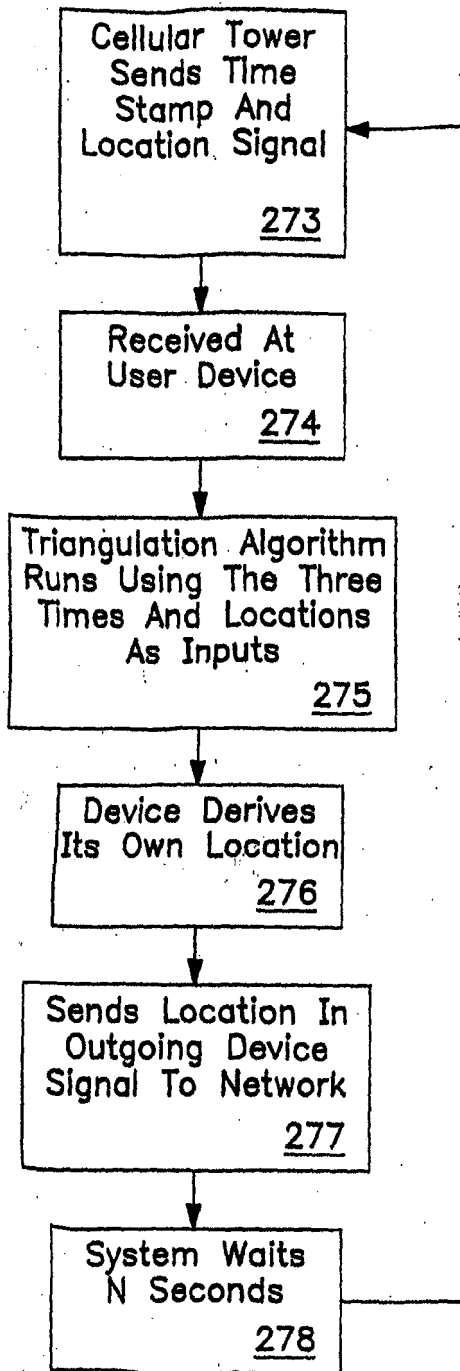 Cellular Tower
Sends Time
Stamp And
Location Signal
273
Received At
User Device
274
Triangulation Algorithm
Runs Using The Three
Times And Locations
As Inputs
275
Device Derives
Its Own Location
276
Sends Location In
Outgoing Device
Signal To Network
277
System Waits
N Seconds
278